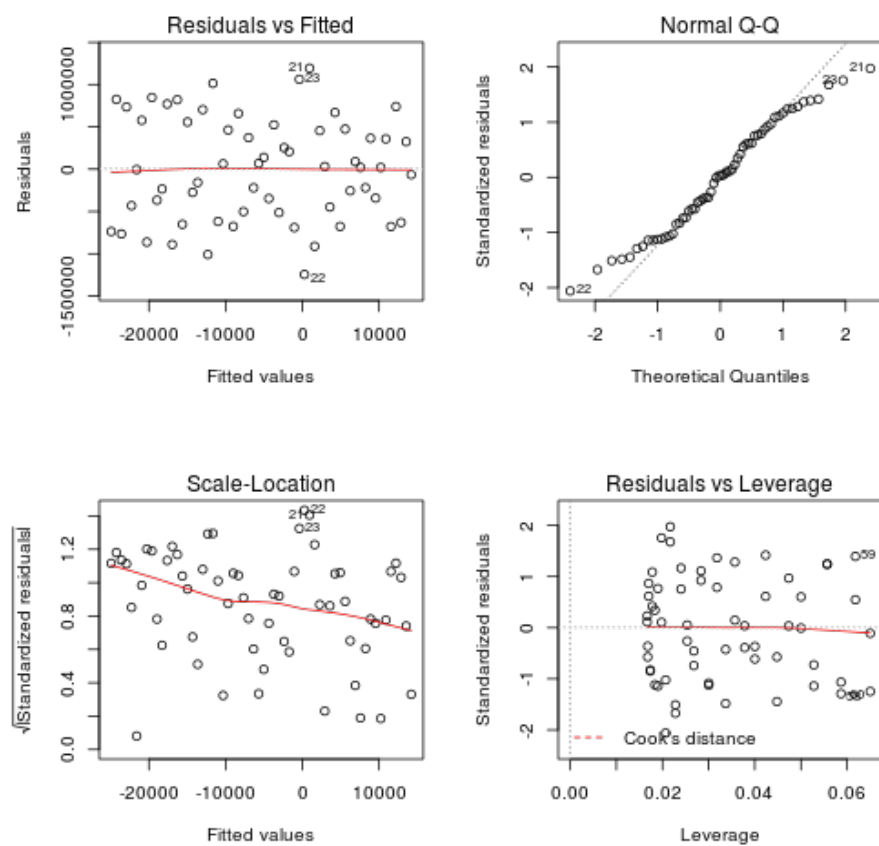 Residuals vs Fitted
Residuals
1000000
0
-1500000
21
23
22
-20000 -10000 0 10000
Fitted values
Normal Q-Q
Standardized residuals
2
1
0
-1
-2
21
23
22
-2 -1 0 1 2
Theoretical Quantiles
Scale-Location
√|Standardized residuals|
1.2
0.8
0.4
0.0
22
21
23
-20000 -10000 0 10000
Fitted values
Residuals vs Leverage
Standardized residuals
2
1
0
-1
-2
59
Cook's distance
0.00 0.02 0.04 0.06
Leverage